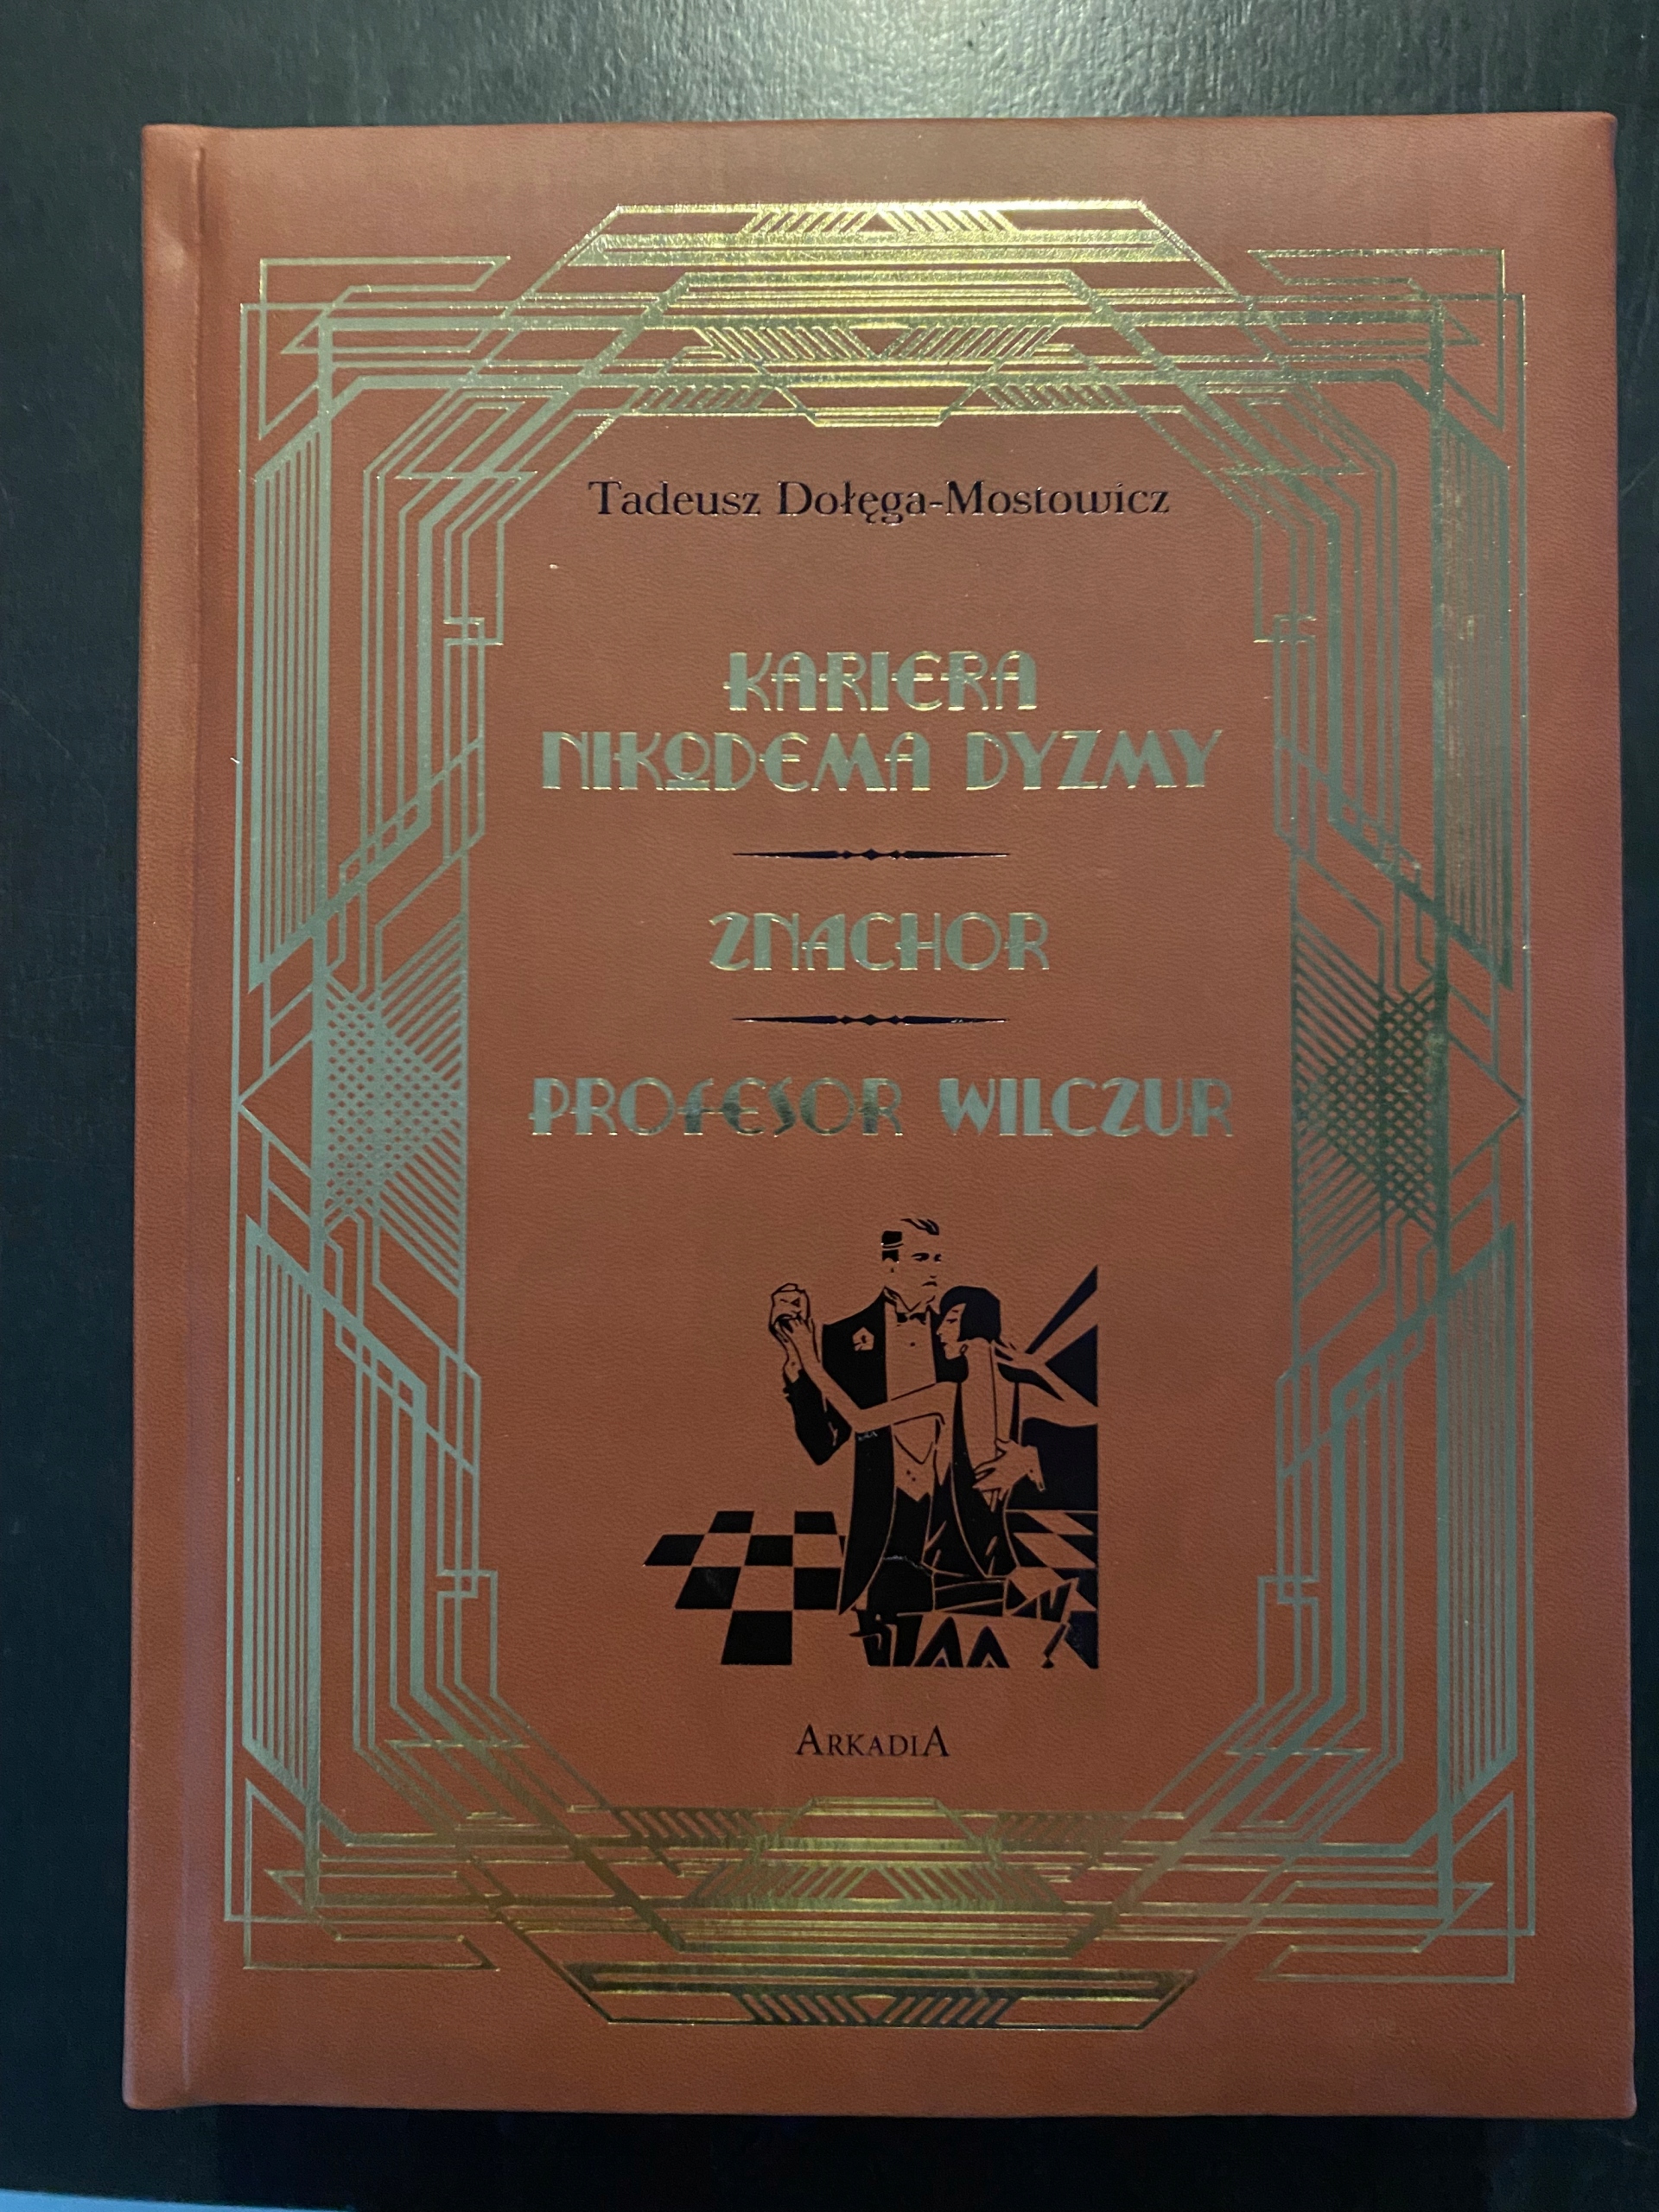 Tadeusz Dołęga-Mostowicz
KARIERA
NIKODEMA DYZMY
ZNACHOR
PROFESOR WILCZUR
ARKADIA